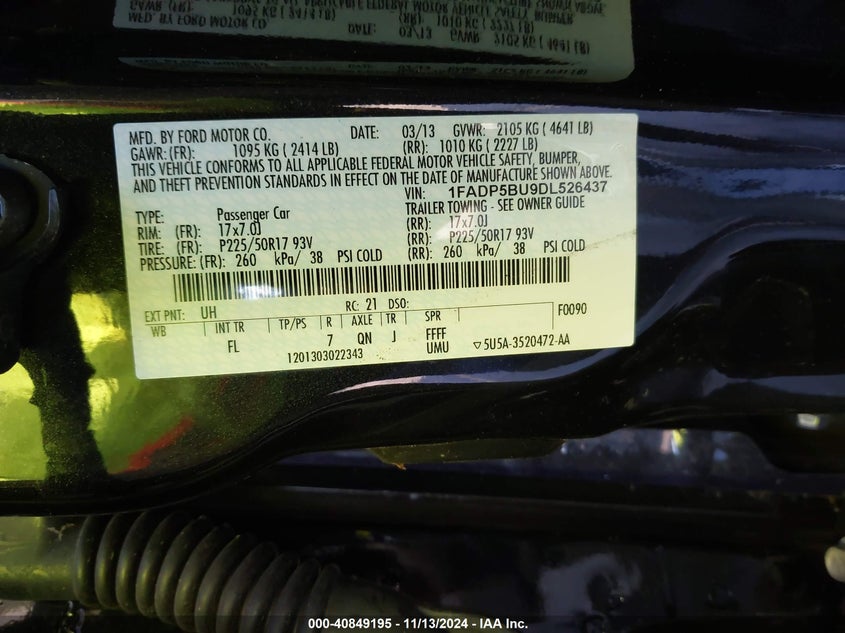 MFD. BY FORD MOTOR CO. DATE: 03/13 GVWR: 2105 KG ( 4641 LB)
GAWR: (FR): 1095 KG ( 2414 LB) (RR): 1010 KG ( 2227 LB)
THIS VEHICLE CONFORMS TO ALL APPLICABLE FEDERAL MOTOR VEHICLE SAFETY, BUMPER,
AND THEFT PREVENTION STANDARDS IN EFFECT ON THE DATE OF MANUFACTURE SHOWN ABOVE.
VIN: 1FADP5BU9DL526437
TYPE: Passenger Car TRAILER TOWING - SEE OWNER GUIDE
RIM: (FR): 17x7.0J (RR): 17x7.0J
TIRE: (FR): P225/50R17 93V (RR): P225/50R17 93V
PRESSURE: (FR): 260 kPa/ 38 PSI COLD (RR): 260 kPa/ 38 PSI COLD
EXT PNT: UH RC: 21 DSO: F0090
WB INT TR TP/PS R AXLE TR SPR
FL 7 QN J FFFF
1201303022343 UMU ▽5U5A-3520472-AA
000-40849195 - 11/13/2024 - IAA Inc.